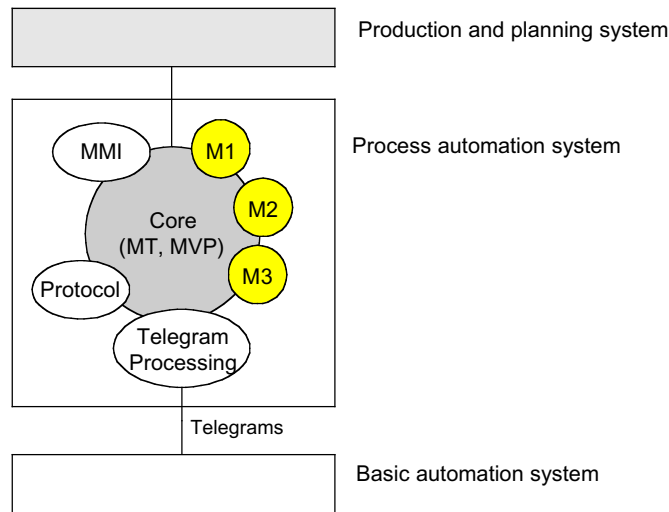 Production and planning system
Process automation system
MMI
M1
M2
Core
(MT, MVP)
M3
Protocol
Telegram
Processing
Telegrams
Basic automation system